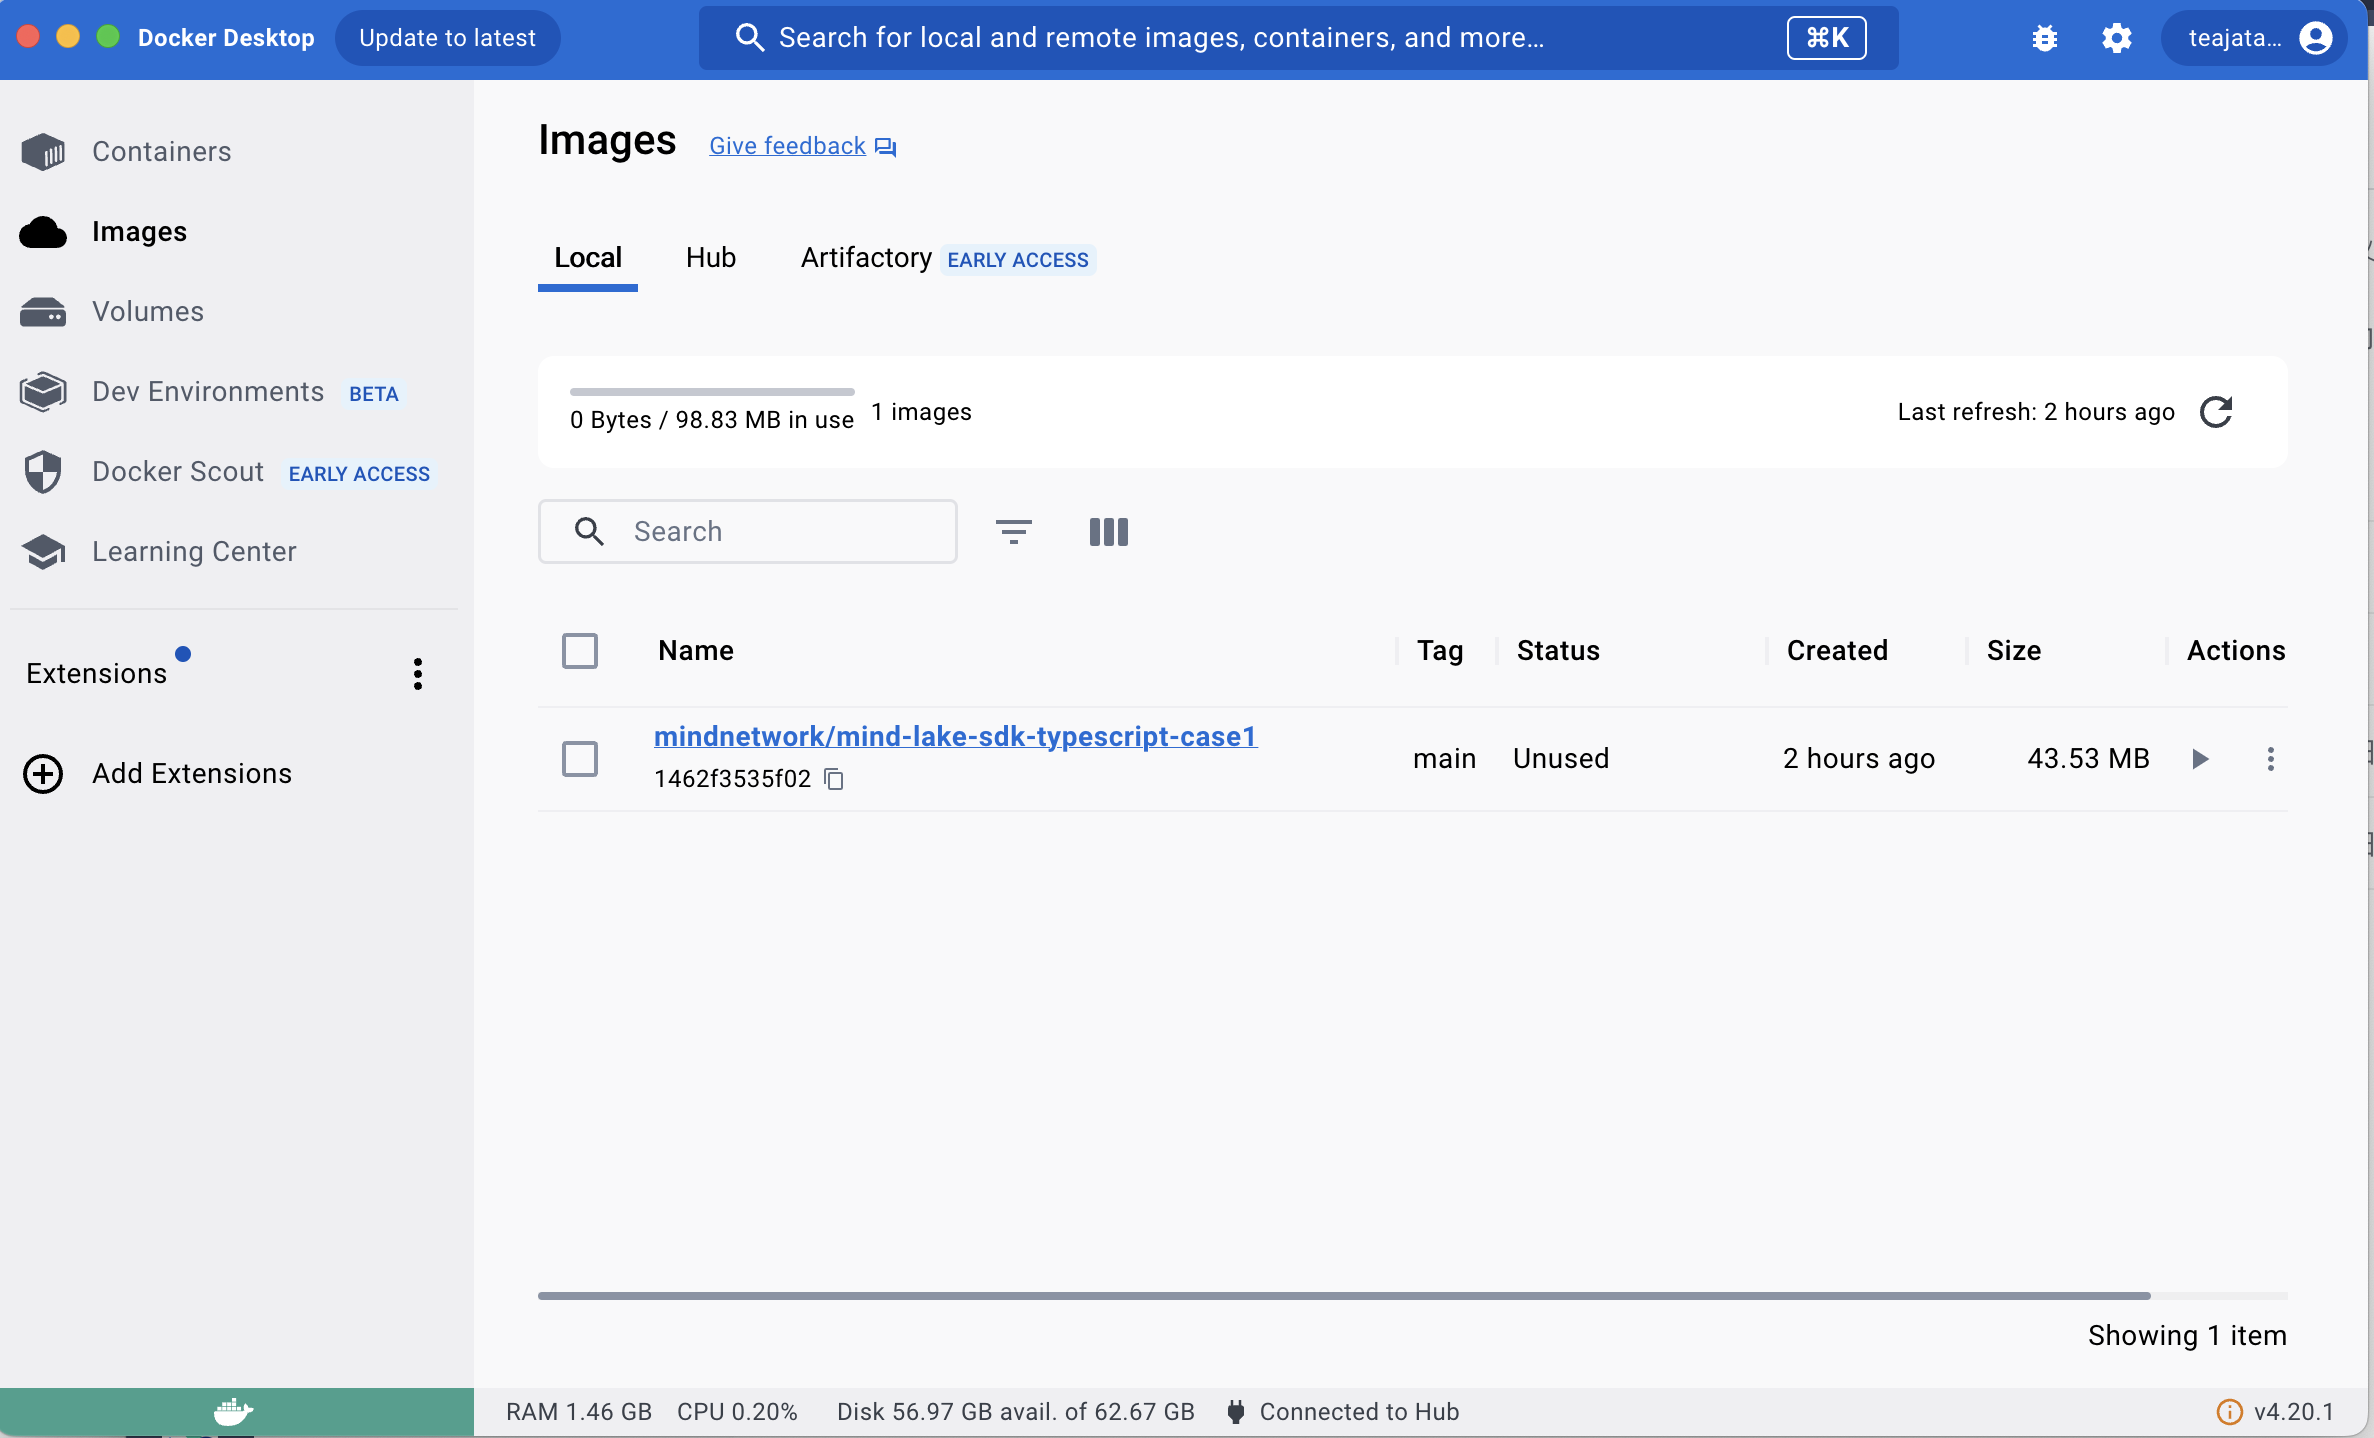 Docker Desktop Update to latest Search for local and remote images, containers, and more... ⌘K teajata...
Containers
Images
Volumes
Dev Environments BETA
Docker Scout EARLY ACCESS
Learning Center
Extensions
Add Extensions
Images Give feedback
Local Hub Artifactory EARLY ACCESS
0 Bytes / 98.83 MB in use 1 images Last refresh: 2 hours ago
Search
Name Tag Status Created Size Actions
mindnetwork/mind-lake-sdk-typescript-case1 main Unused 2 hours ago 43.53 MB
1462f3535f02
Showing 1 item
RAM 1.46 GB CPU 0.20% Disk 56.97 GB avail. of 62.67 GB Connected to Hub v4.20.1